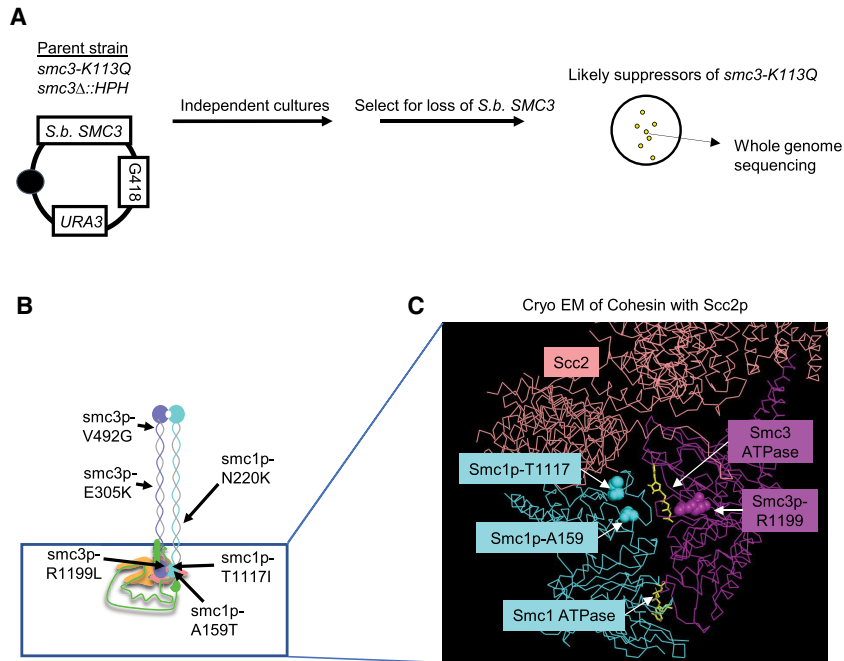 A
Parent strain
smc3-K113Q
smc3Δ::HPH
S.b. SMC3
G418
URA3
Independent cultures
Select for loss of S.b. SMC3
Likely suppressors of smc3-K113Q
Whole genome
sequencing
B
smc3p-
V492G
smc3p-
E305K
smc1p-
N220K
smc3p-
R1199L
smc1p-
T1117I
smc1p-
A159T
C
Cryo EM of Cohesin with Scc2p
Scc2
Smc3
ATPase
Smc1p-T1117
Smc3p-
R1199
Smc1p-A159
Smc1 ATPase